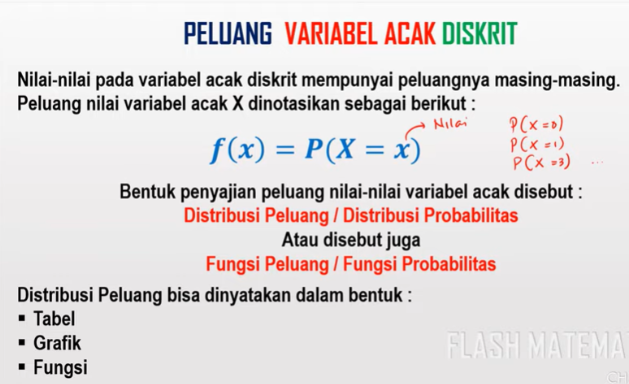 PELUANG VARIABEL ACAK DISKRIT
Nilai-nilai pada variabel acak diskrit mempunyai peluangnya masing-masing.
Peluang nilai variabel acak X dinotasikan sebagai berikut :
Nilai
f(x) = P(X = x)
P(X = 0)
P(X = 1)
P(X = 3) ...
Bentuk penyajian peluang nilai-nilai variabel acak disebut :
Distribusi Peluang / Distribusi Probabilitas
Atau disebut juga
Fungsi Peluang / Fungsi Probabilitas
Distribusi Peluang bisa dinyatakan dalam bentuk :
▪ Tabel
▪ Grafik
▪ Fungsi
FLASH MATEMA
CH